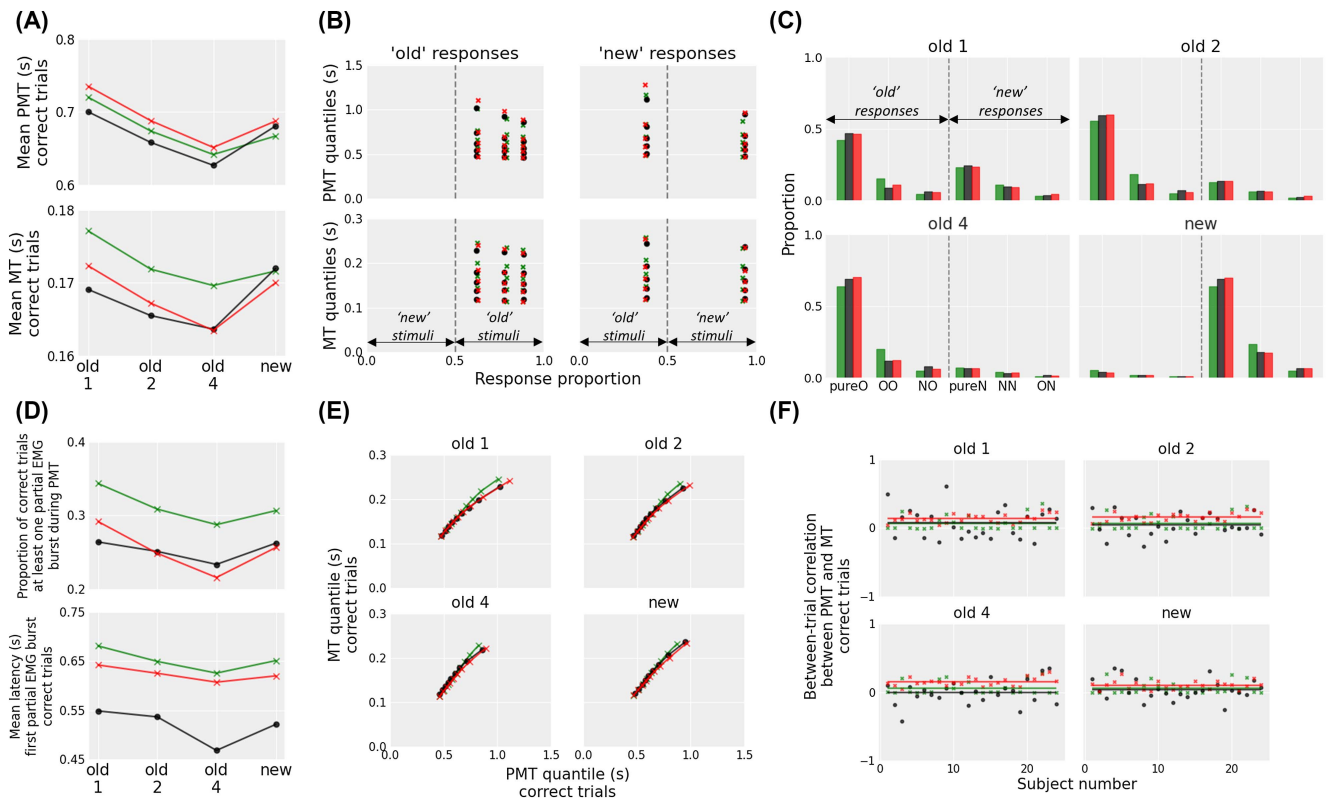 (A)
0.8
0.7
0.6
Mean PMT (s)
correct trials
0.18
0.17
0.16
Mean MT (s)
correct trials
old
1
old
2
old
4
new
(B)
'old' responses
'new' responses
1.5
1.0
0.5
0.0
PMT quantiles (s)
0.3
0.2
0.1
0.0
MT quantiles (s)
‘new’
stimuli
‘old’
stimuli
‘old’
stimuli
‘new’
stimuli
0.0
0.5
1.0
0.0
0.5
1.0
Response proportion
(C)
old 1
old 2
1.0
0.5
0.0
‘old’
responses
‘new’
responses
Proportion
old 4
new
1.0
0.5
0.0
pureO
OO
NO
pureN
NN
ON
(D)
0.4
0.3
0.2
Proportion of correct trials
at least one partial EMG
burst during PMT
0.75
0.65
0.55
0.45
Mean latency (s)
first partial EMG burst
correct trials
old
1
old
2
old
4
new
(E)
old 1
old 2
0.3
0.2
0.1
0.0
MT quantile (s)
correct trials
old 4
new
0.3
0.2
0.1
0.0
0.0
0.5
1.0
1.5
0.0
0.5
1.0
1.5
PMT quantile (s)
correct trials
(F)
old 1
old 2
1
0
−1
Between-trial correlation
between PMT and MT
correct trials
old 4
new
1
0
−1
0
10
20
0
10
20
Subject number